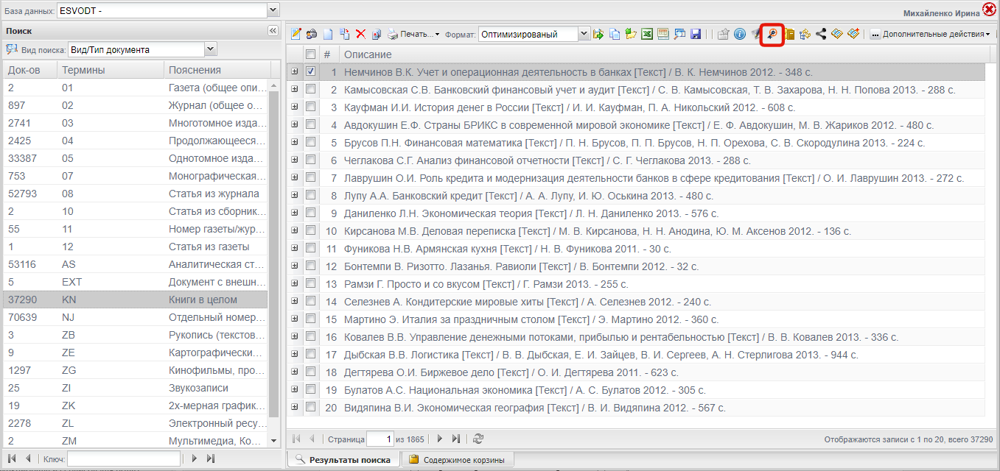 База данных: ESVODT -
Михайленко Ирина
Поиск
Вид поиска: Вид/Тип документа
Печать... Формат: Оптимизированый ... Дополнительные действия
Док-ов Термины Пояснения
2 01 Газета (общее опи...
897 02 Журнал (общее о...
2741 03 Многотомное изда...
2425 04 Продолжающееся...
33387 05 Однотомное изда...
753 07 Монографическая...
52793 08 Статья из журнала
2 10 Статья из сборник...
55 11 Номер газеты/жур...
1 12 Статья из газеты
53116 AS Аналитическая ст...
5 EXT Документ с внешн...
37290 KN Книги в целом
70639 NJ Отдельный номер...
3 ZB Рукопись (текстов...
9 ZE Картографически...
1297 ZG Кинофильмы, про...
25 ZI Звукозаписи
19 ZK 2х-мерная график...
2278 ZL Электронный ресу...
2 ZM Мультимедиа, Ко...
Ключ:
# Описание
1 Немчинов В.К. Учет и операционная деятельность в банках [Текст] / В. К. Немчинов 2012. - 348 с.
2 Камысовская С.В. Банковский финансовый учет и аудит [Текст] / С. В. Камысовская, Т. В. Захарова, Н. Н. Попова 2013. - 288 с.
3 Кауфман И.И. История денег в России [Текст] / И. И. Кауфман, П. А. Никольский 2012. - 608 с.
4 Авдокушин Е.Ф. Страны БРИКС в современной мировой экономике [Текст] / Е. Ф. Авдокушин, М. В. Жариков 2012. - 480 с.
5 Брусов П.Н. Финансовая математика [Текст] / П. Н. Брусов, П. П. Брусов, Н. П. Орехова, С. В. Скородулина 2013. - 224 с.
6 Чеглакова С.Г. Анализ финансовой отчетности [Текст] / С. Г. Чеглакова 2013. - 288 с.
7 Лаврушин О.И. Роль кредита и модернизация деятельности банков в сфере кредитования [Текст] / О. И. Лаврушин 2013. - 272 с.
8 Лупу А.А. Банковский кредит [Текст] / А. А. Лупу, И. Ю. Оськина 2013. - 480 с.
9 Даниленко Л.Н. Экономическая теория [Текст] / Л. Н. Даниленко 2013. - 576 с.
10 Кирсанова М.В. Деловая переписка [Текст] / М. В. Кирсанова, Н. Н. Анодина, Ю. М. Аксенов 2012. - 136 с.
11 Фуникова Н.В. Армянская кухня [Текст] / Н. В. Фуникова 2011. - 30 с.
12 Бонтемпи В. Ризотто. Лазанья. Равиоли [Текст] / В. Бонтемпи 2012. - 32 с.
13 Рамзи Г. Просто и со вкусом [Текст] / Г. Рамзи 2013. - 255 с.
14 Селезнев А. Кондитерские мировые хиты [Текст] / А. Селезнев 2012. - 240 с.
15 Мартино Э. Италия за праздничным столом [Текст] / Э. Мартино 2012. - 360 с.
16 Ковалев В.В. Управление денежными потоками, прибылью и рентабельностью [Текст] / В. В. Ковалев 2013. - 336 с.
17 Дыбская В.В. Логистика [Текст] / В. В. Дыбская, Е. И. Зайцев, В. И. Сергеев, А. Н. Стерлигова 2013. - 944 с.
18 Дегтярева О.И. Биржевое дело [Текст] / О. И. Дегтярева 2011. - 623 с.
19 Булатов А.С. Национальная экономика [Текст] / А. С. Булатов 2012. - 305 с.
20 Видяпина В.И. Экономическая география [Текст] / В. И. Видяпина 2012. - 567 с.
Страница 1 из 1865
Отображаются записи с 1 по 20, всего 37290
Результаты поиска Содержимое корзины